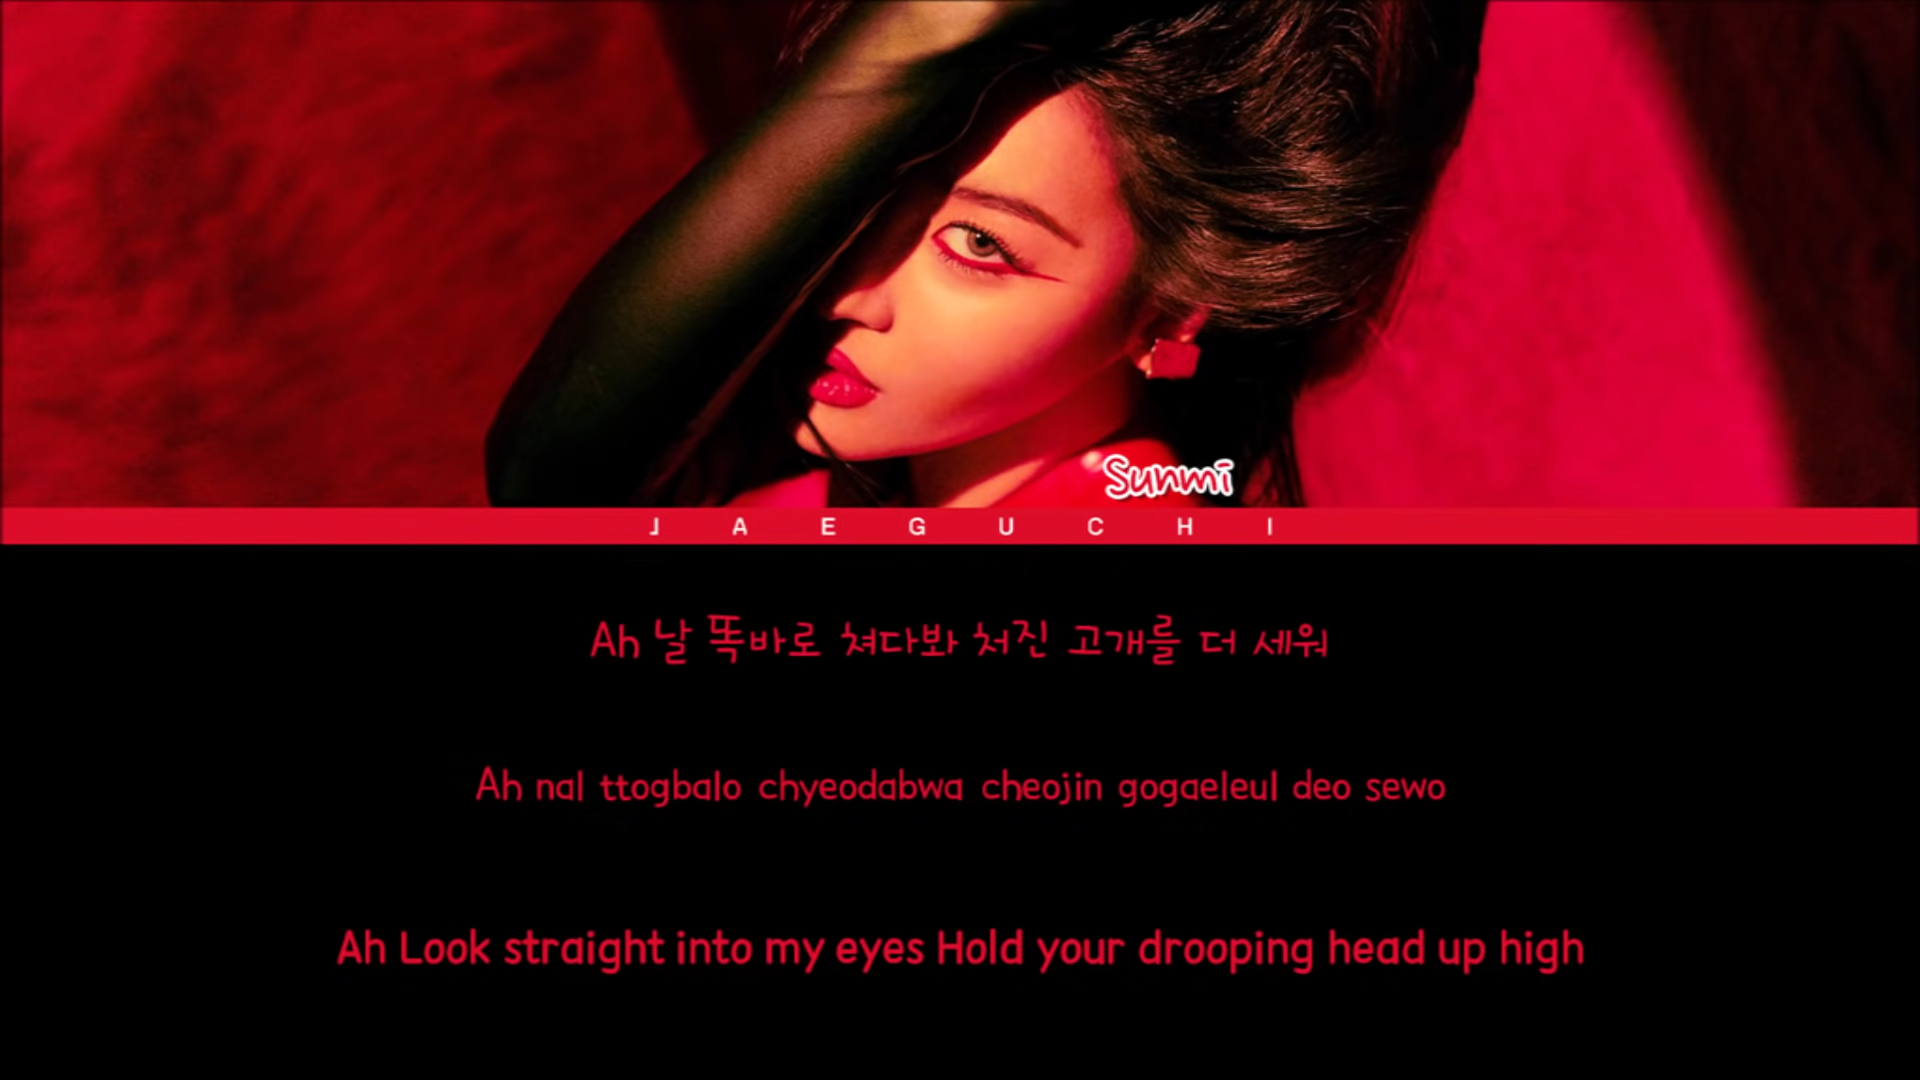 Sunmi
JAEGUCHI
Ah 날 똑바로 쳐다봐 처진 고개를 더 세워
Ah nal ttogbalo chyeodabwa cheojin gogaeleul deo sewo
Ah Look straight into my eyes Hold your drooping head up high